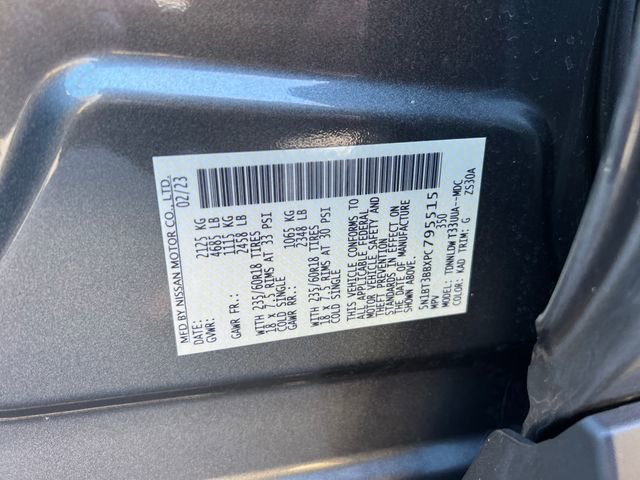 MFD BY NISSAN MOTOR CO., LTD.
DATE: 02/23
GVWR: 2125 KG
4685 LB
GAWR FR.: 1115 KG
2458 LB
WITH 235/60R18 TIRES
18 X 7.5 RIMS AT 33 PSI
COLD SINGLE
GAWR RR.: 1065 KG
2348 LB
WITH 235/60R18 TIRES
18 X 7.5 RIMS AT 30 PSI
COLD SINGLE
THIS VEHICLE CONFORMS TO
ALL APPLICABLE FEDERAL
MOTOR VEHICLE SAFETY AND
THEFT PREVENTION
STANDARDS IN EFFECT ON
THE DATE OF MANUFACTURE
SHOWN ABOVE.
5N1BT3BBXPC795515
MPV 350
MODEL: TDNNLDWT33UUA--MDC
COLOR: KAD TRIM: G ZS30A